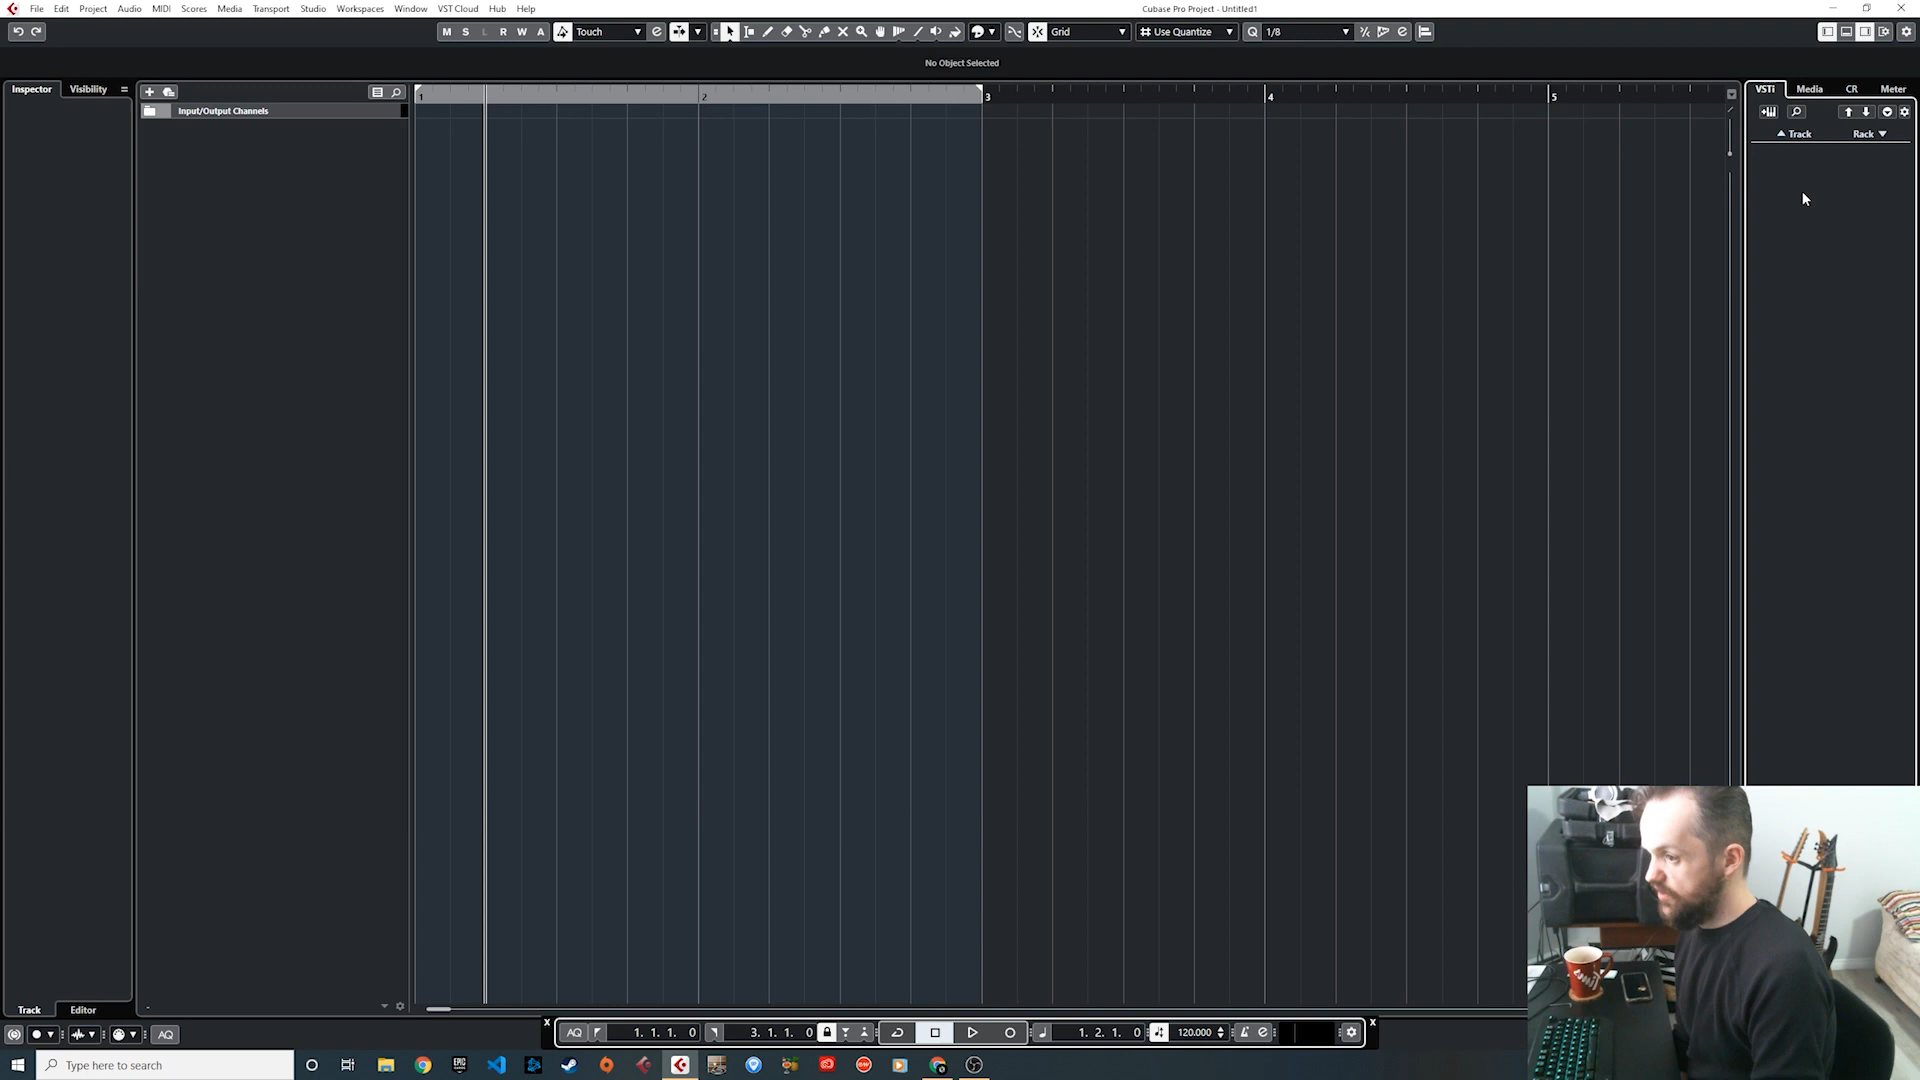 File Edit Project Audio MIDI Scores Media Transport Studio Workspaces Window VST Cloud Hub Help
Cubase Pro Project - Untitled1
M S L R W A Touch Grid Use Quantize 1/8
No Object Selected
Inspector Visibility
Input/Output Channels
1 2 3 4 5
VSTi Media CR Meter
Track Rack
Track Editor
AQ
AQ 1. 1. 1. 0 3. 1. 1. 0 1. 2. 1. 0 120.000
Type here to search